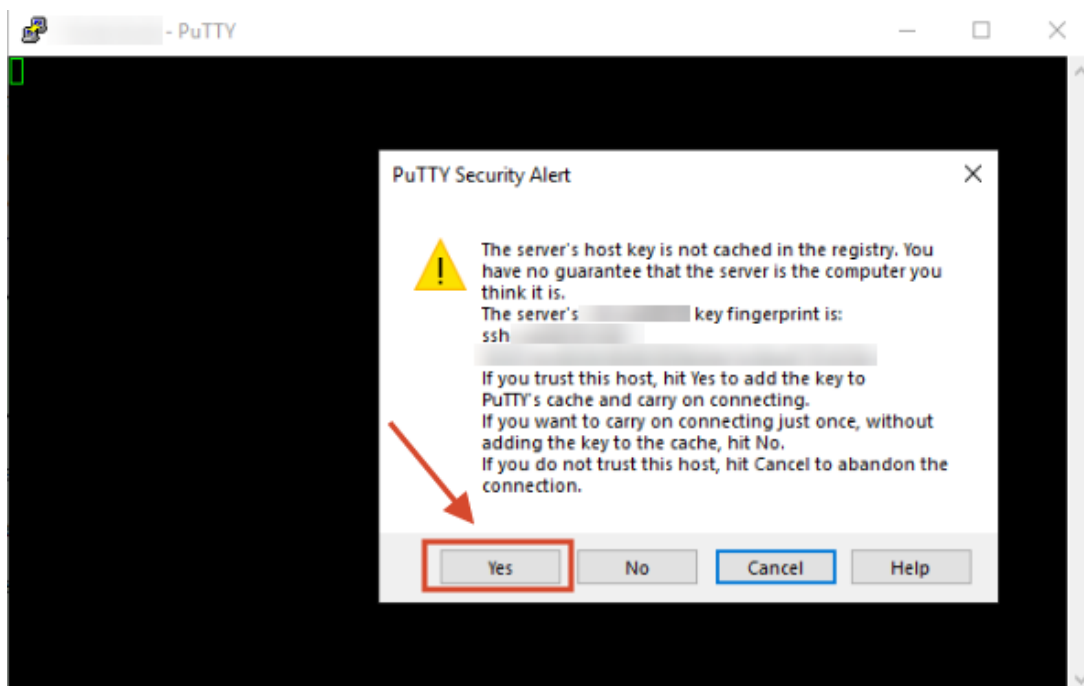 - PuTTY
PuTTY Security Alert
The server's host key is not cached in the registry. You
have no guarantee that the server is the computer you
think it is.
The server's key fingerprint is:
ssh
If you trust this host, hit Yes to add the key to
PuTTY's cache and carry on connecting.
If you want to carry on connecting just once, without
adding the key to the cache, hit No.
If you do not trust this host, hit Cancel to abandon the
connection.
Yes No Cancel Help